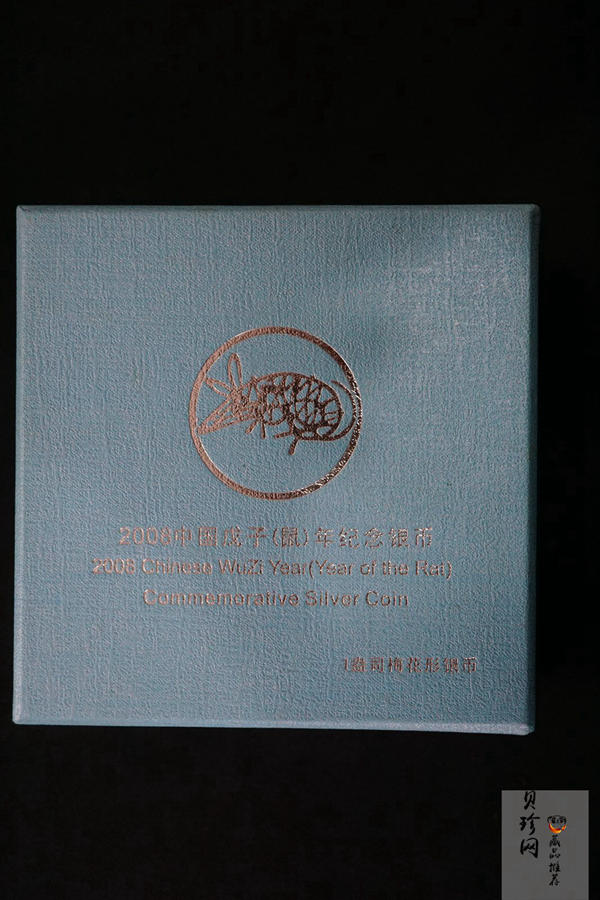 2008中国戊子(鼠)年纪念银币
2008 Chinese Wuzi Year(Year of the Rat)
Commemorative Silver Coin
1盎司梅花形银币
贝珍网
藏品
推荐